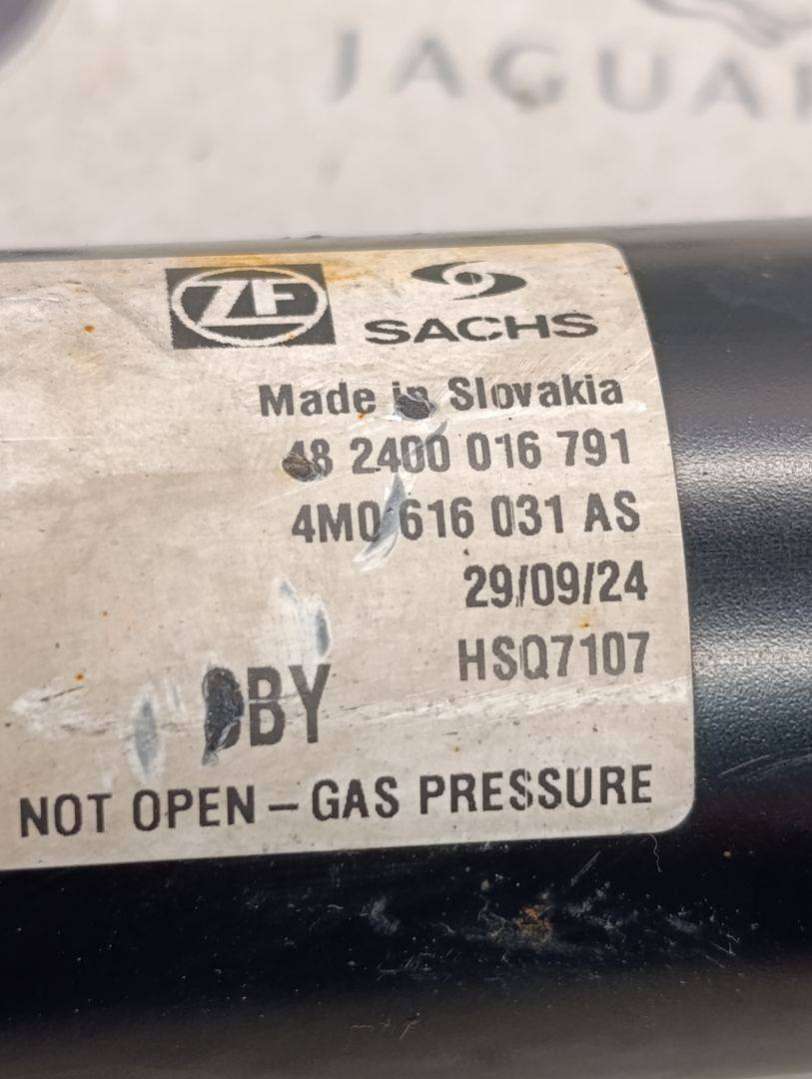 JAGUAR
ZF SACHS
Made in Slovakia
48 2400 016 791
4M0 616 031 AS
29/09/24
HSQ7107
NOT OPEN – GAS PRESSURE